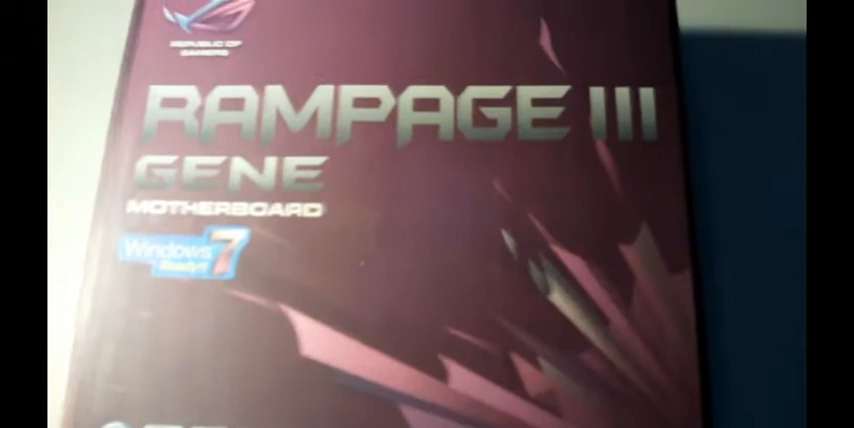 REPUBLIC OF
GAMERS
RAMPAGE III
GENE
MOTHERBOARD
Windows 7
Ready!!